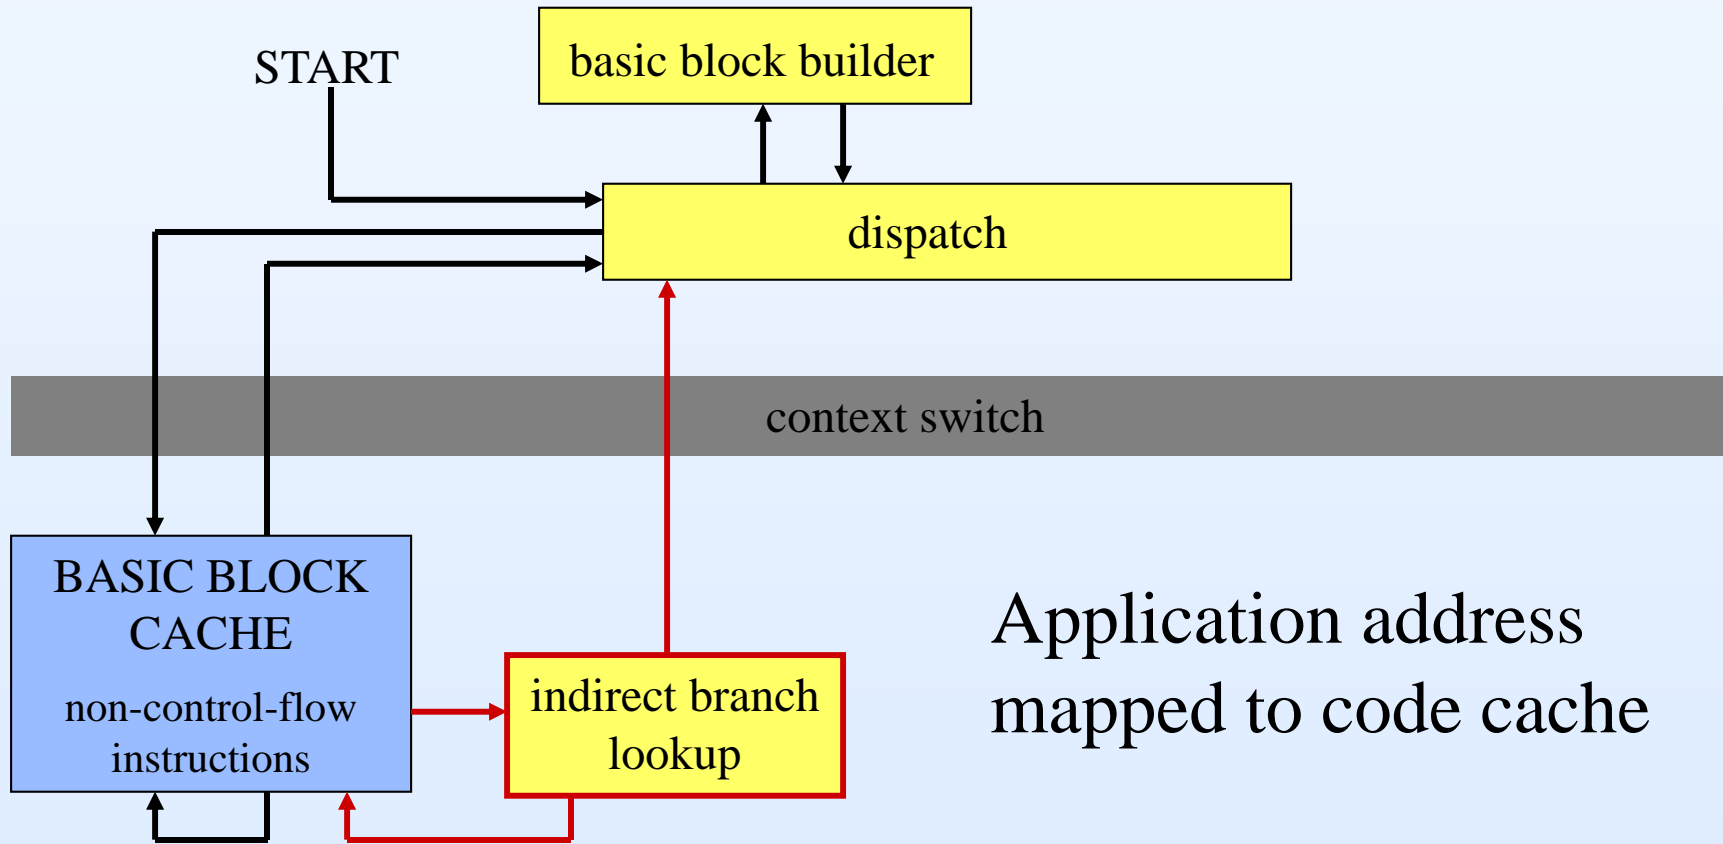 START
basic block builder
dispatch
context switch
BASIC BLOCK
CACHE
non-control-flow
instructions
indirect branch
lookup
Application address
mapped to code cache